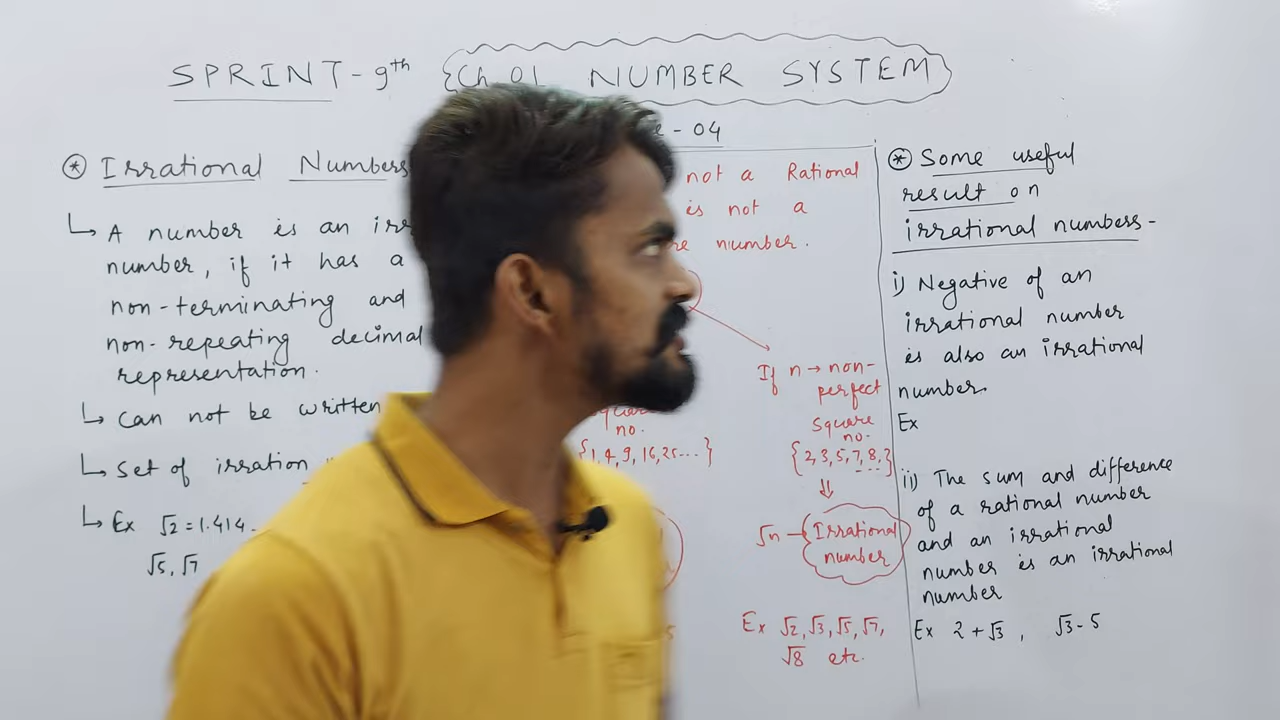 SPRINT-9th
Ch-01 NUMBER SYSTEM
- 04
* Irrational Numbers
↳ A number is an
number, if it has a
non-terminating and
non-repeating decimal
representation.
↳ Can not be written
↳ Set of irration
↳ Ex √2=1.414
√5, √7
not a Rational
is not a
number.
no.
{1,4,9,16,25...}
If n → non-
perfect
square
no.
{2,3,5,7,8,...}
⇓
√n → Irrational
number
Ex √2, √3, √5, √7,
√8 etc.
* Some useful
result on
irrational numbers-
i) Negative of an
irrational number
is also an irrational
number.
Ex
ii) The sum and difference
of a rational number
and an irrational
number is an irrational
number
Ex 2+√3 , √3-5